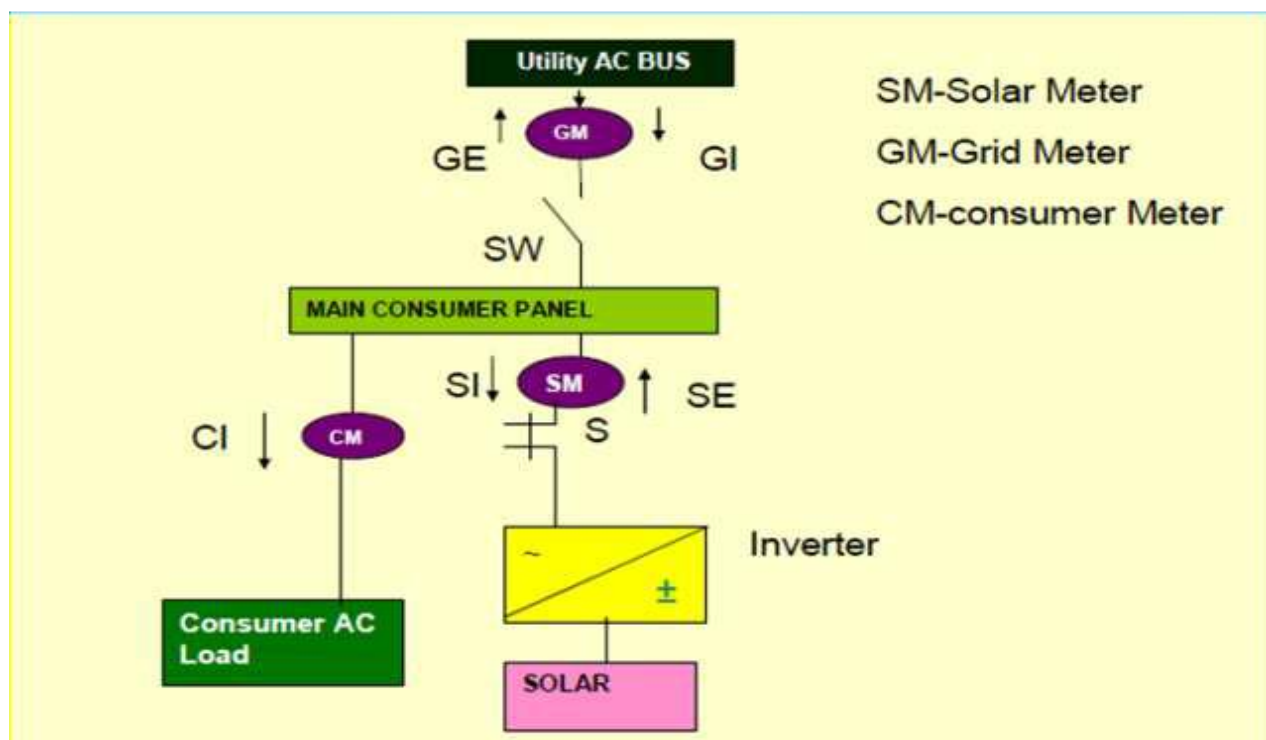 Utility AC BUS
SM-Solar Meter
GM
GE
GI
GM-Grid Meter
CM-consumer Meter
SW
MAIN CONSUMER PANEL
SI
SM
SE
CI
CM
S
~
±
Inverter
Consumer AC
Load
SOLAR